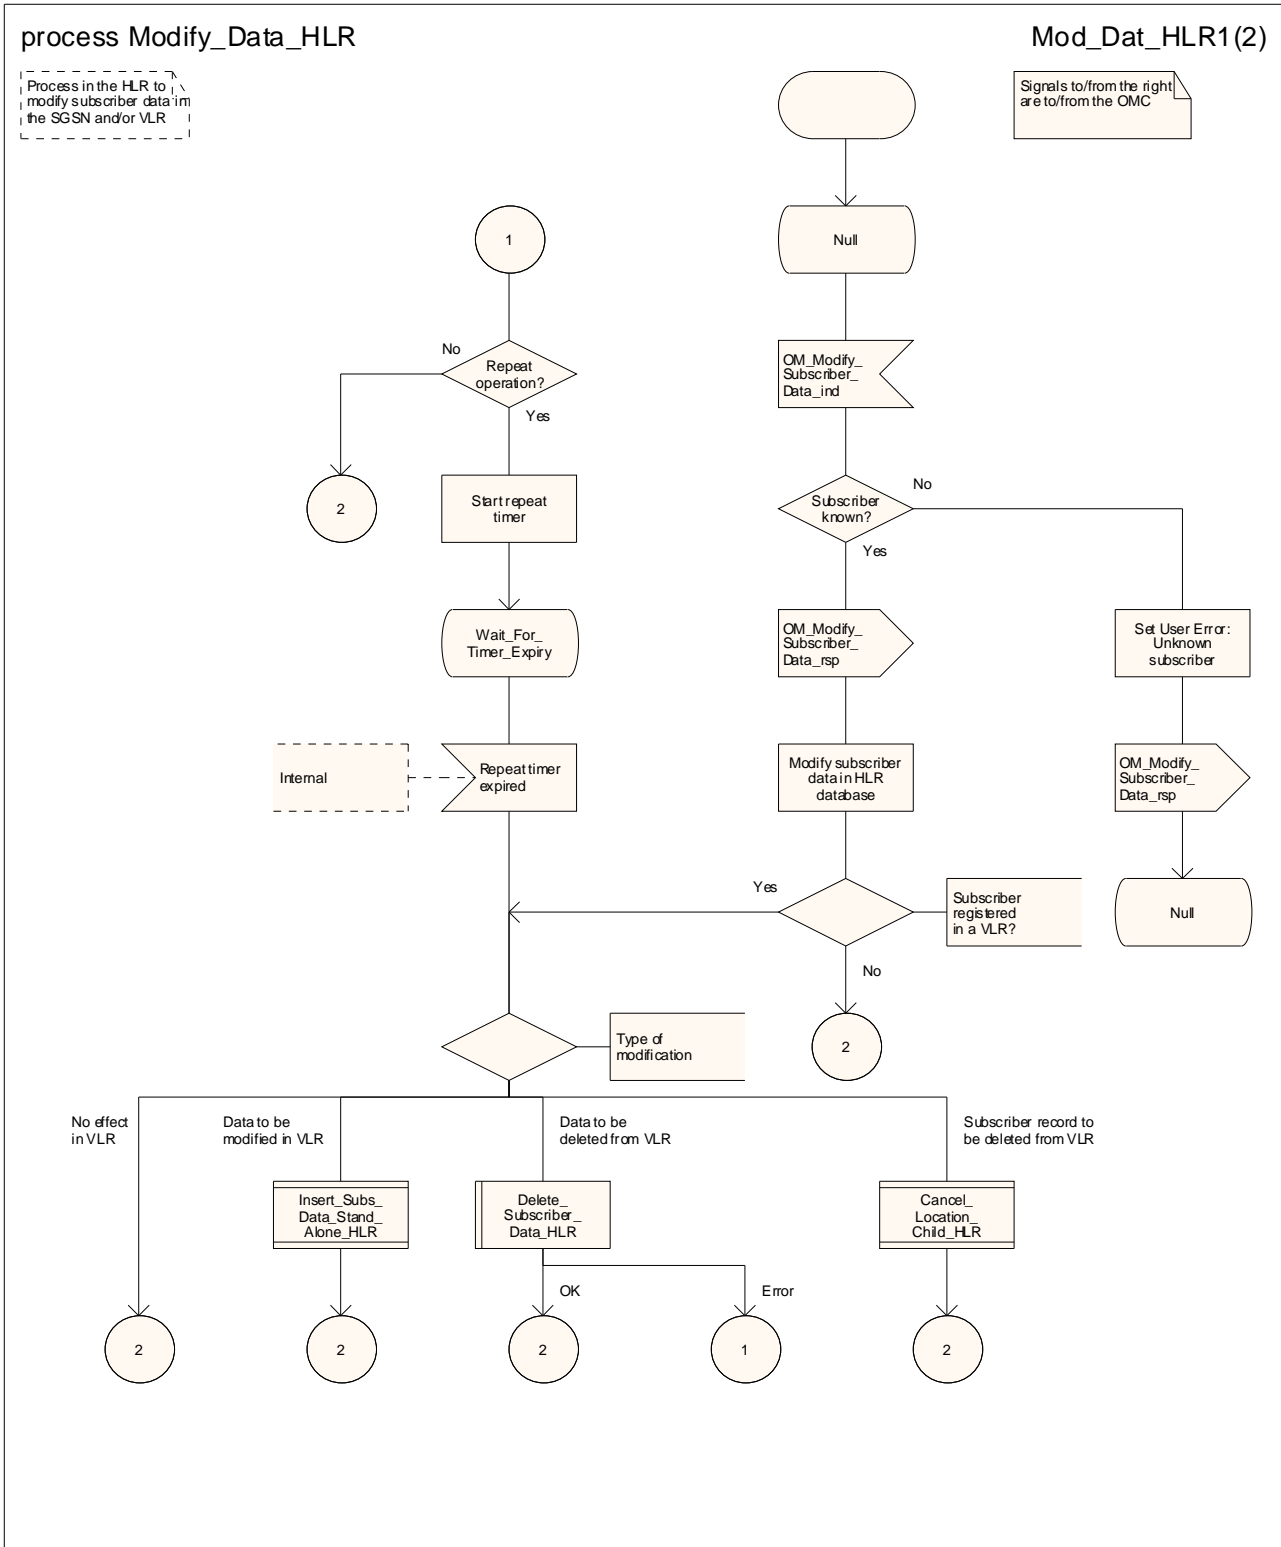 process Modify_Data_HLR
Mod_Dat_HLR1(2)
Process in the HLR to
modify subscriber data in
the SGSN and/or VLR
Signals to/from the right
are to/from the OMC
Null
1
No
Repeat
operation?
Yes
OM_Modify_
Subscriber_
Data_ind
2
Start repeat
timer
Subscriber
known?
No
Yes
Wait_For_
Timer_Expiry
OM_Modify_
Subscriber_
Data_rsp
Set User Error:
Unknown
subscriber
Internal
Repeat timer
expired
Modify subscriber
data in HLR
database
OM_Modify_
Subscriber_
Data_rsp
Yes
Subscriber
registered
in a VLR?
Null
No
Type of
modification
2
No effect
in VLR
Data to be
modified in VLR
Data to be
deleted from VLR
Subscriber record to
be deleted from VLR
Insert_Subs_
Data_Stand_
Alone_HLR
Delete_
Subscriber_
Data_HLR
Cancel_
Location_
Child_HLR
OK
Error
2
2
2
1
2